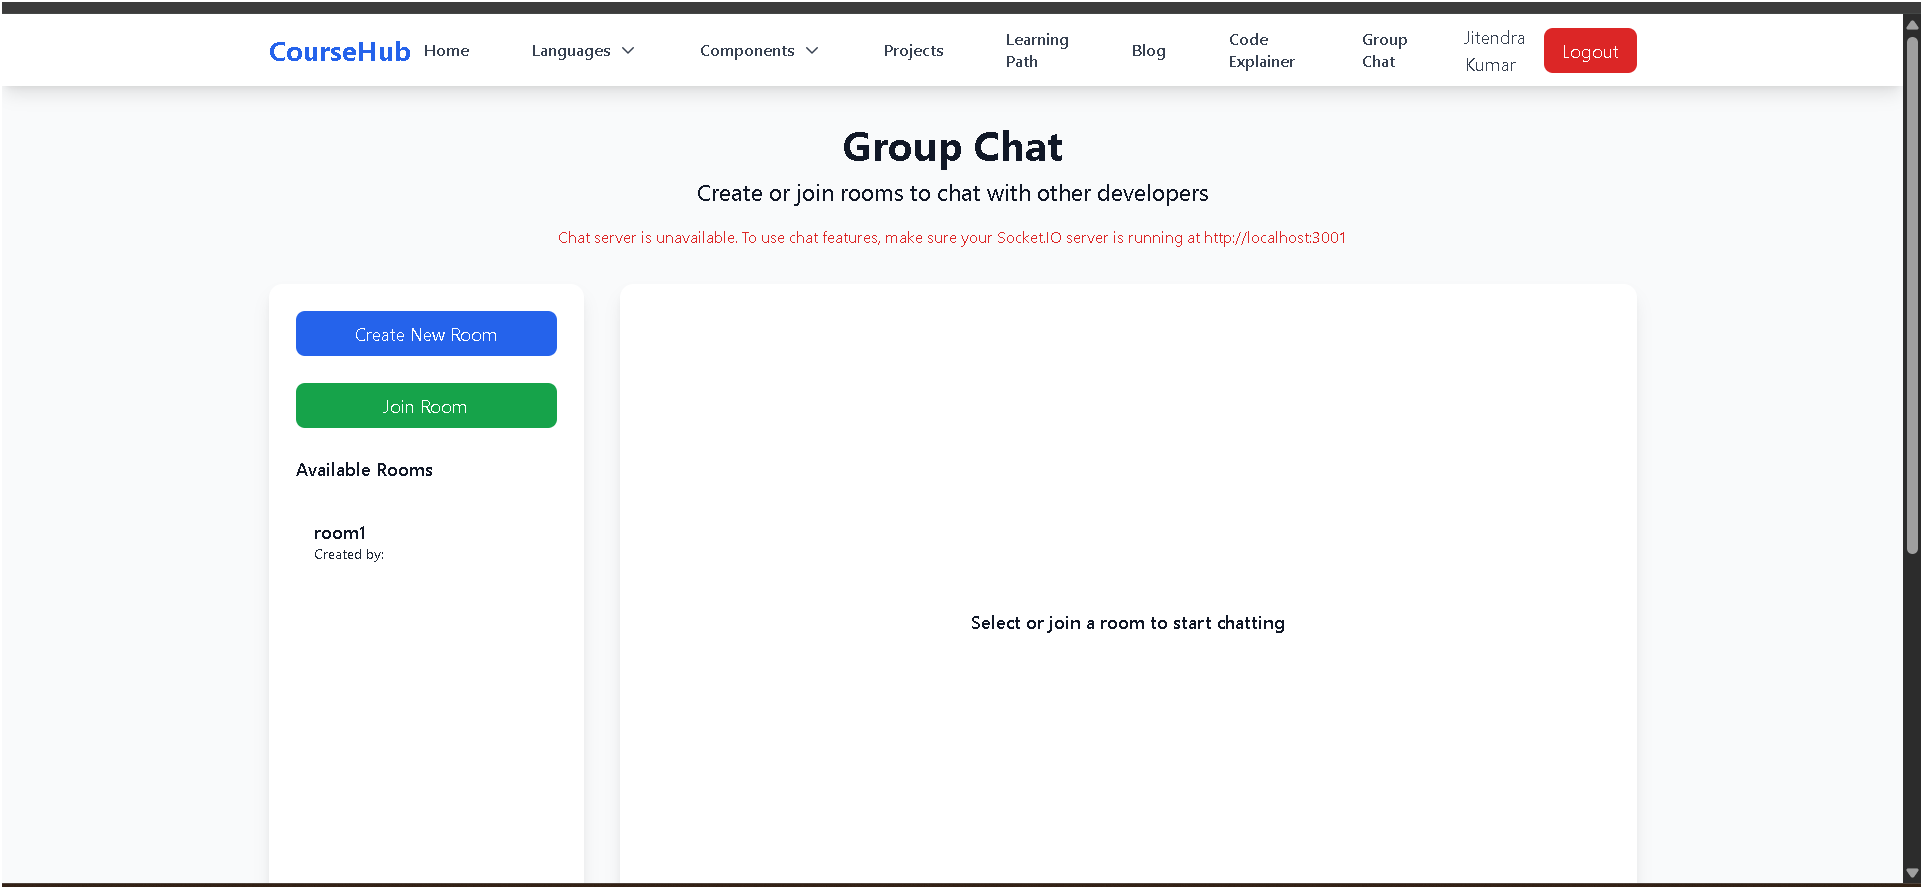 CourseHub Home Languages Components Projects Learning Path Blog Code Explainer Group Chat Jitendra Kumar Logout
Group Chat
Create or join rooms to chat with other developers
Chat server is unavailable. To use chat features, make sure your Socket.IO server is running at http://localhost:3001
Create New Room
Join Room
Available Rooms
room1
Created by:
Select or join a room to start chatting